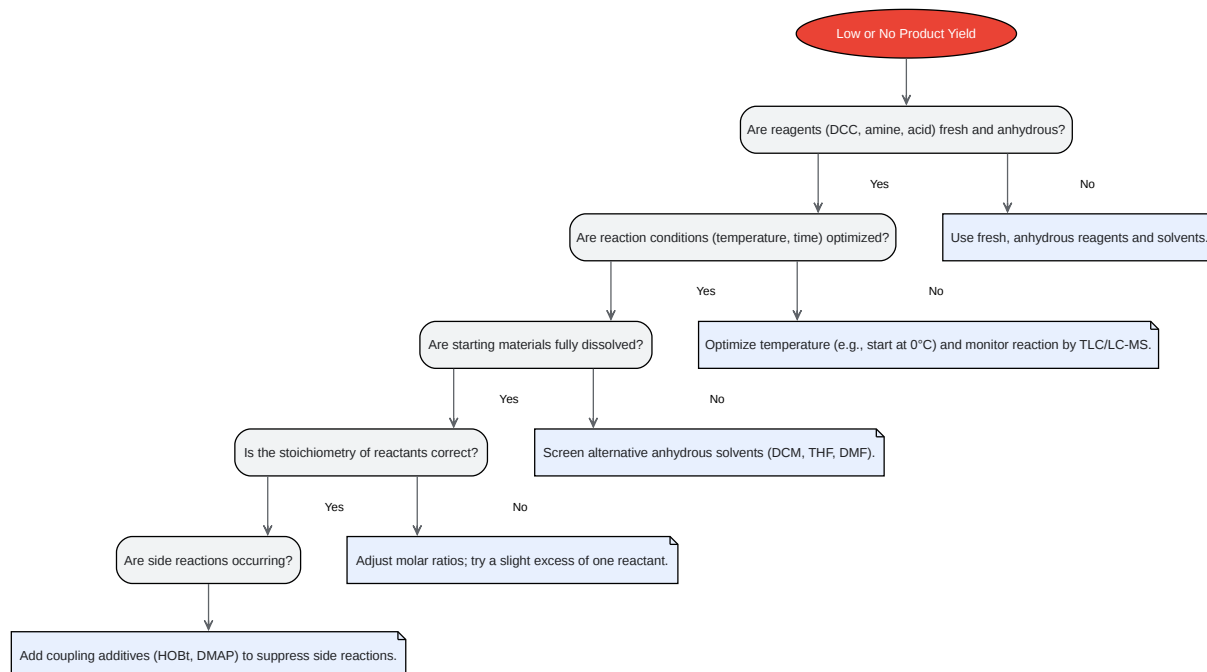 Low or No Product Yield
Are reagents (DCC, amine, acid) fresh and anhydrous?
Yes
No
Are reaction conditions (temperature, time) optimized?
Use fresh, anhydrous reagents and solvents.
Yes
No
Are starting materials fully dissolved?
Optimize temperature (e.g., start at 0°C) and monitor reaction by TLC/LC-MS.
Yes
No
Is the stoichiometry of reactants correct?
Screen alternative anhydrous solvents (DCM, THF, DMF).
Yes
No
Are side reactions occurring?
Adjust molar ratios; try a slight excess of one reactant.
Add coupling additives (HOBt, DMAP) to suppress side reactions.